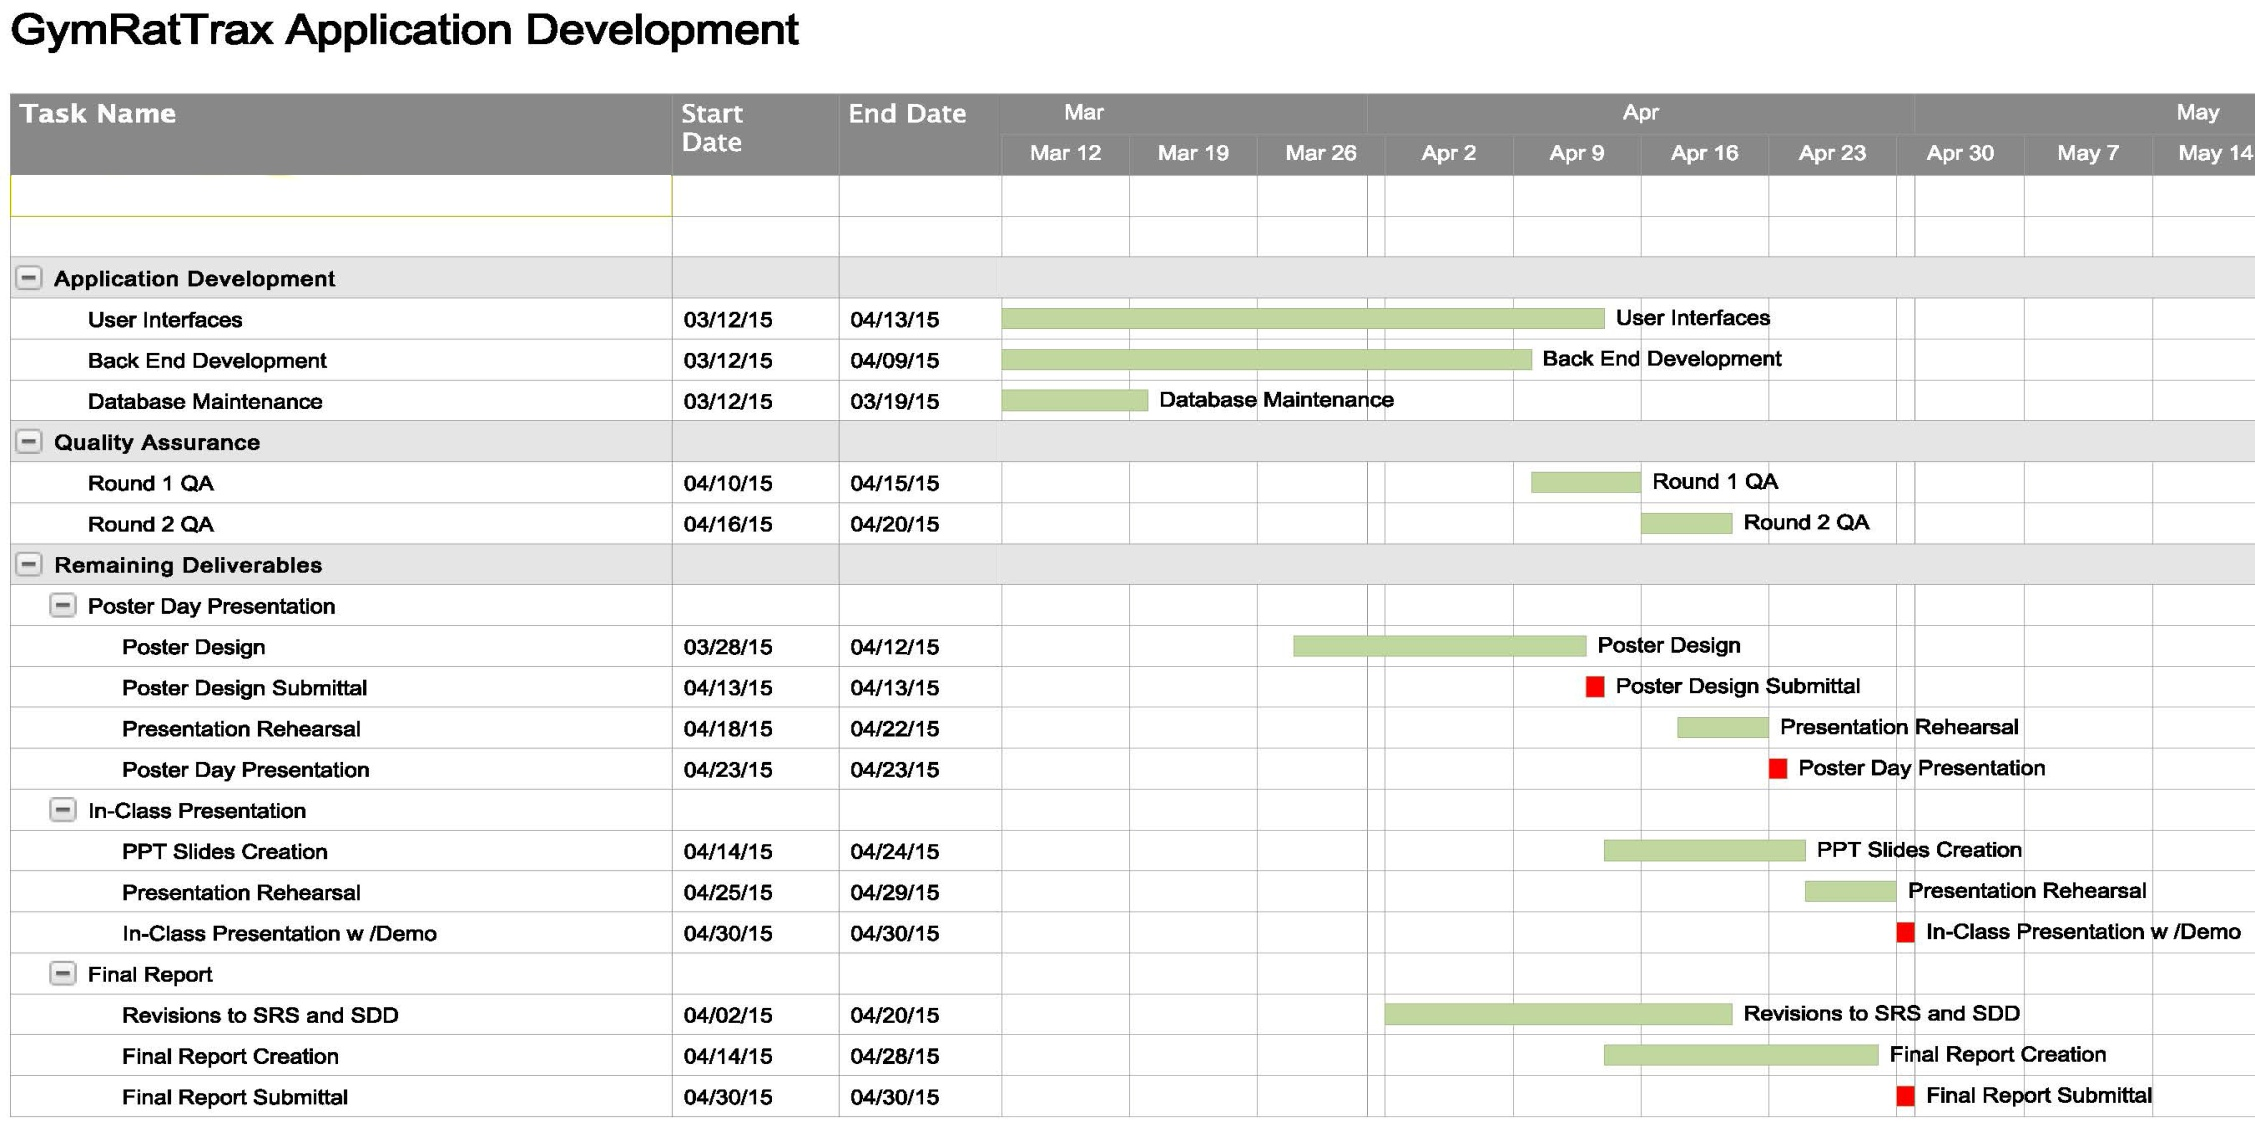 GymRatTrax Application Development
Task Name Start Date End Date Mar Apr May
Mar 12 Mar 19 Mar 26 Apr 2 Apr 9 Apr 16 Apr 23 Apr 30 May 7 May 14
Application Development
User Interfaces 03/12/15 04/13/15 User Interfaces
Back End Development 03/12/15 04/09/15 Back End Development
Database Maintenance 03/12/15 03/19/15 Database Maintenance
Quality Assurance
Round 1 QA 04/10/15 04/15/15 Round 1 QA
Round 2 QA 04/16/15 04/20/15 Round 2 QA
Remaining Deliverables
Poster Day Presentation
Poster Design 03/28/15 04/12/15 Poster Design
Poster Design Submittal 04/13/15 04/13/15 Poster Design Submittal
Presentation Rehearsal 04/18/15 04/22/15 Presentation Rehearsal
Poster Day Presentation 04/23/15 04/23/15 Poster Day Presentation
In-Class Presentation
PPT Slides Creation 04/14/15 04/24/15 PPT Slides Creation
Presentation Rehearsal 04/25/15 04/29/15 Presentation Rehearsal
In-Class Presentation w /Demo 04/30/15 04/30/15 In-Class Presentation w /Demo
Final Report
Revisions to SRS and SDD 04/02/15 04/20/15 Revisions to SRS and SDD
Final Report Creation 04/14/15 04/28/15 Final Report Creation
Final Report Submittal 04/30/15 04/30/15 Final Report Submittal